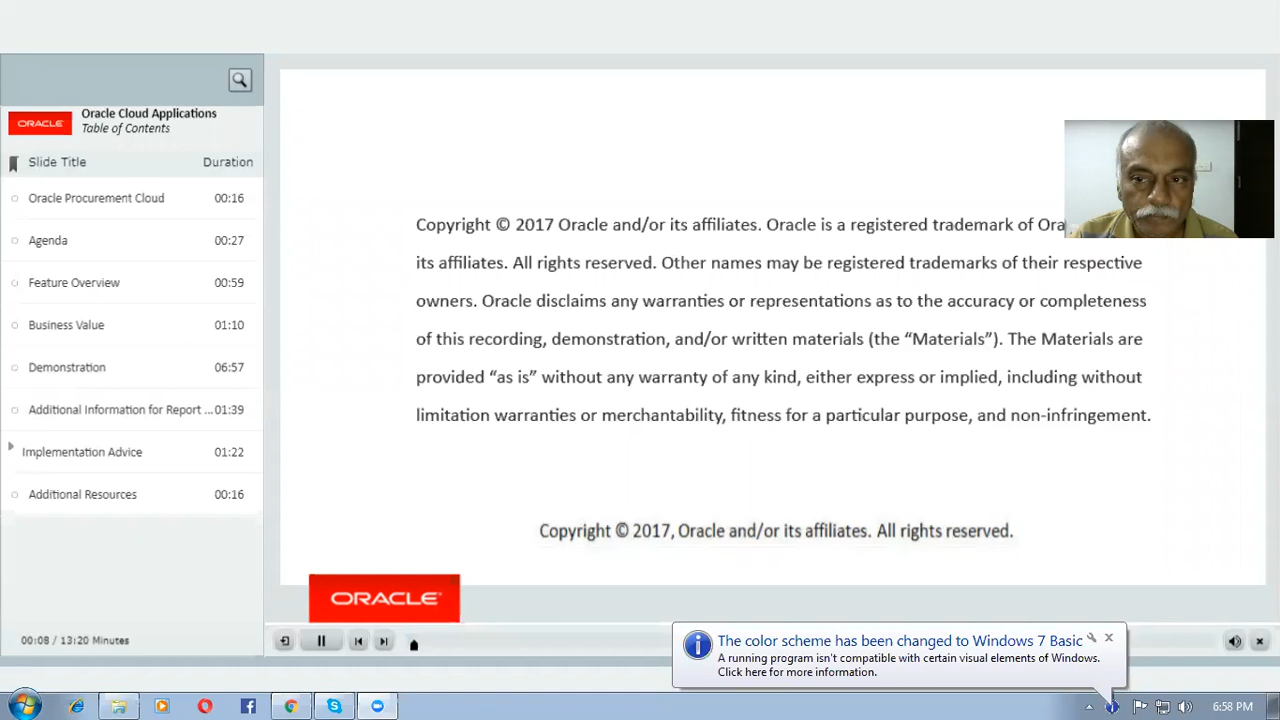 ORACLE
Oracle Cloud Applications
Table of Contents
Slide Title Duration
Oracle Procurement Cloud 00:16
Agenda 00:27
Feature Overview 00:59
Business Value 01:10
Demonstration 06:57
Additional Information for Report ... 01:39
Implementation Advice 01:22
Additional Resources 00:16
00:08 / 13:20 Minutes
Copyright © 2017 Oracle and/or its affiliates. Oracle is a registered trademark of
its affiliates. All rights reserved. Other names may be registered trademarks of their respective
owners. Oracle disclaims any warranties or representations as to the accuracy or completeness
of this recording, demonstration, and/or written materials (the “Materials”). The Materials are
provided “as is” without any warranty of any kind, either express or implied, including without
limitation warranties or merchantability, fitness for a particular purpose, and non-infringement.
Copyright © 2017, Oracle and/or its affiliates. All rights reserved.
ORACLE
The color scheme has been changed to Windows 7 Basic
A running program isn't compatible with certain visual elements of Windows.
Click here for more information.
6:58 PM